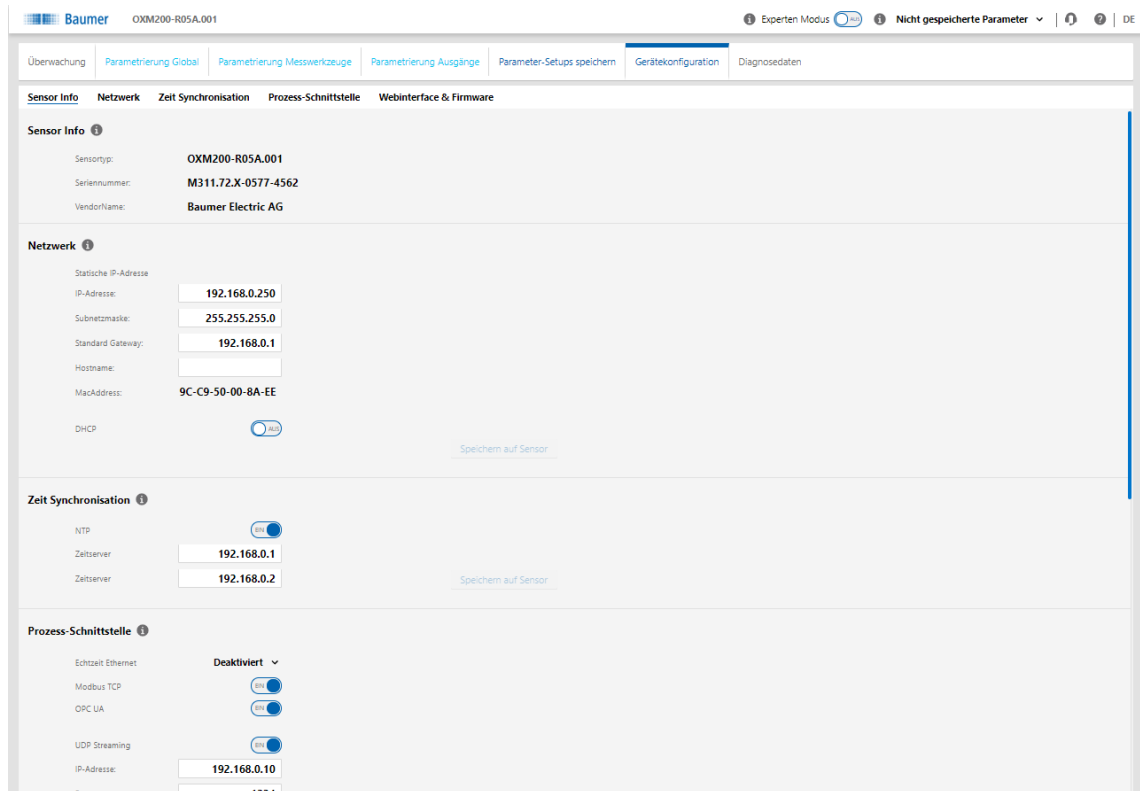 Baumer OXM200-R05A.001 Experten Modus AUS Nicht gespeicherte Parameter DE
Überwachung Parametrierung Global Parametrierung Messwerkzeuge Parametrierung Ausgänge Parameter-Setups speichern Gerätekonfiguration Diagnosedaten
Sensor Info Netzwerk Zeit Synchronisation Prozess-Schnittstelle Webinterface & Firmware
Sensor Info
Sensortyp: OXM200-R05A.001
Seriennummer: M311.72.X-0577-4562
VendorName: Baumer Electric AG
Netzwerk
Statische IP-Adresse
IP-Adresse: 192.168.0.250
Subnetzmaske: 255.255.255.0
Standard Gateway: 192.168.0.1
Hostname:
MacAddress: 9C-C9-50-00-8A-EE
DHCP AUS
Speichern auf Sensor
Zeit Synchronisation
NTP EN
Zeitserver 192.168.0.1
Zeitserver 192.168.0.2 Speichern auf Sensor
Prozess-Schnittstelle
Echtzeit Ethernet Deaktiviert
Modbus TCP EN
OPC UA EN
UDP Streaming EN
IP-Adresse: 192.168.0.10